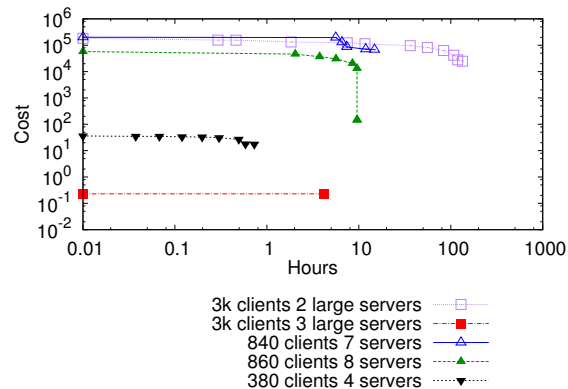 10^6
10^5
10^4
10^3
10^2
10^1
10^0
10^-1
10^-2
Cost
0.01 0.1 1 10 100 1000
Hours
3k clients 2 large servers
3k clients 3 large servers
840 clients 7 servers
860 clients 8 servers
380 clients 4 servers